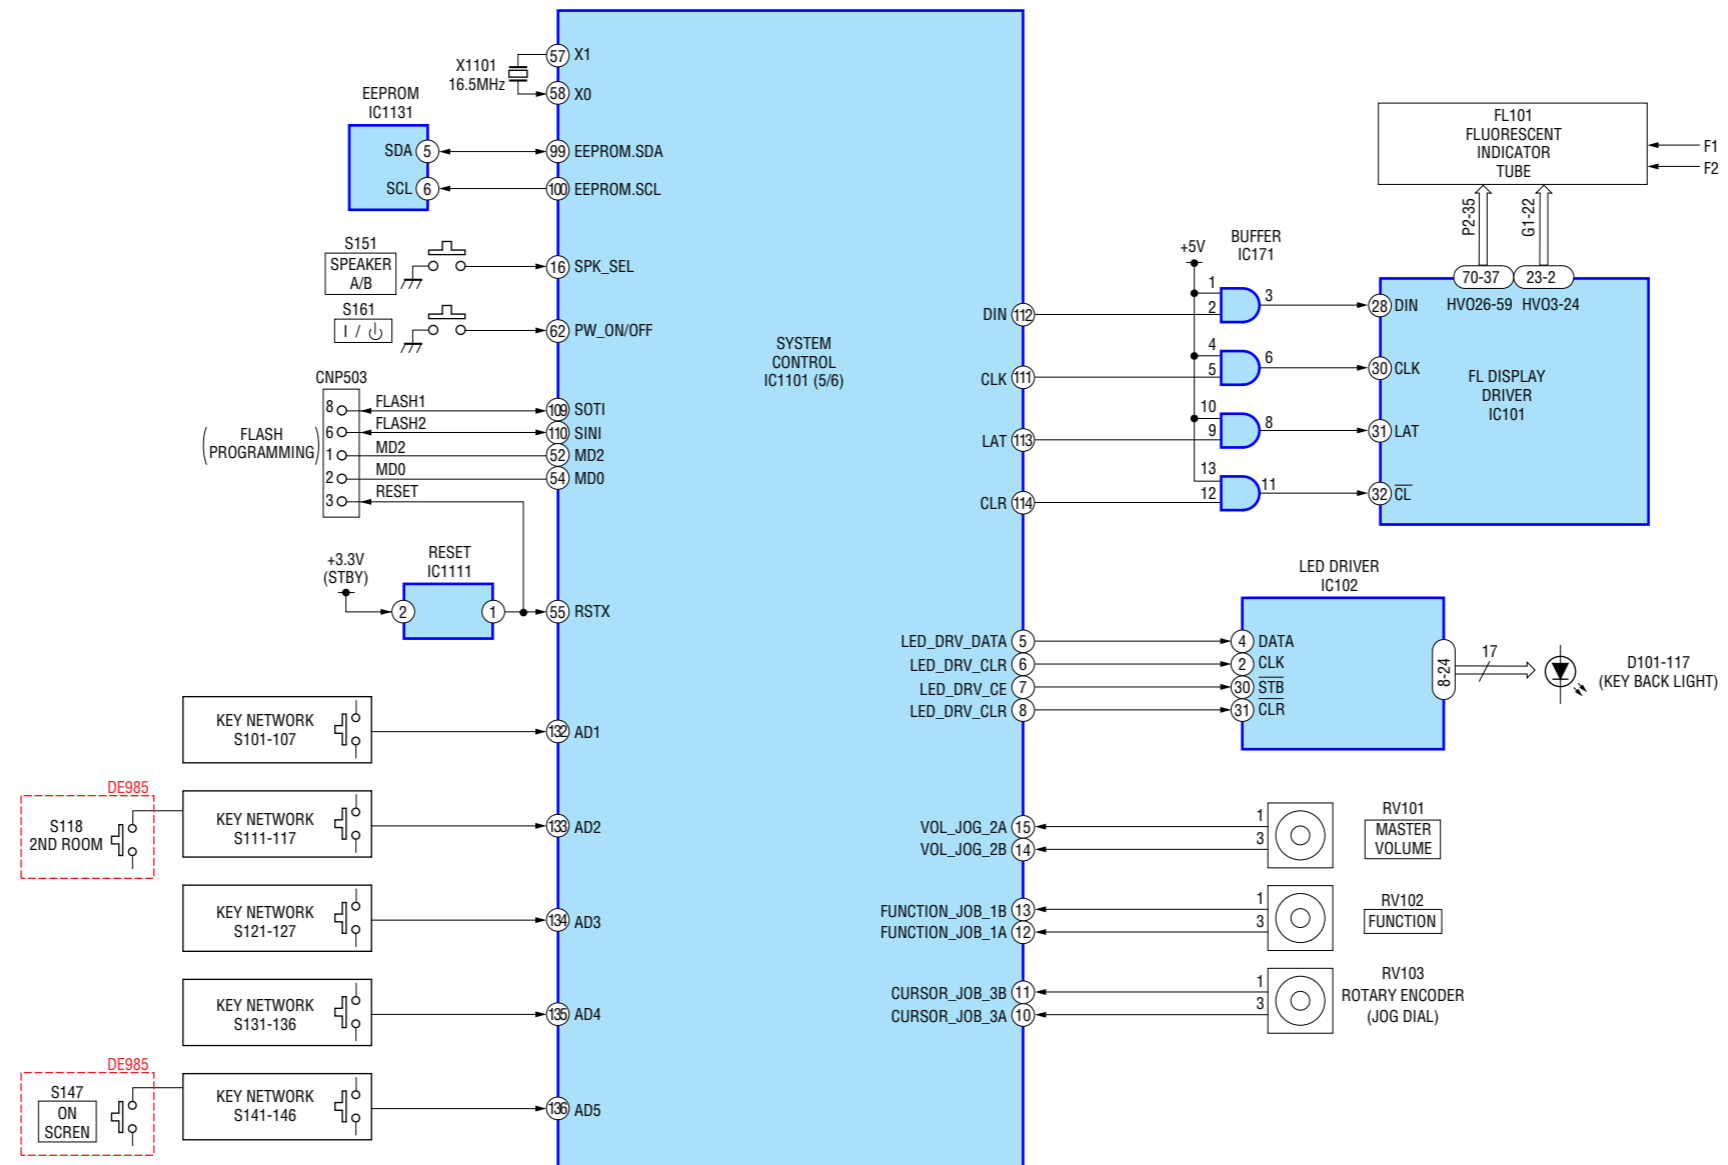 X1101
16.5MHz
57 X1
58 X0
EEPROM
IC1131
SDA 5
SCL 6
99 EEPROM.SDA
100 EEPROM.SCL
S151
SPEAKER
A/B
16 SPK_SEL
S161
I /
62 PW_ON/OFF
CNP503
(FLASH
PROGRAMMING)
8 FLASH1
6 FLASH2
1 MD2
2 MD0
3 RESET
109 SOTI
110 SINI
52 MD2
54 MD0
+3.3V
(STBY)
RESET
IC1111
2
1
55 RSTX
KEY NETWORK
S101-107
132 AD1
DE985
S118
2ND ROOM
KEY NETWORK
S111-117
133 AD2
KEY NETWORK
S121-127
134 AD3
KEY NETWORK
S131-136
135 AD4
DE985
S147
ON
SCREN
KEY NETWORK
S141-146
136 AD5
SYSTEM
CONTROL
IC1101 (5/6)
DIN 112
CLK 111
LAT 113
CLR 114
+5V
BUFFER
IC171
1
2
3
4
5
6
10
9
8
13
12
11
FL101
FLUORESCENT
INDICATOR
TUBE
F1
F2
P2-35
G1-22
70-37
23-2
HVO26-59
HVO3-24
28 DIN
30 CLK
31 LAT
32 CL
FL DISPLAY
DRIVER
IC101
LED_DRV_DATA 5
LED_DRV_CLR 6
LED_DRV_CE 7
LED_DRV_CLR 8
LED DRIVER
IC102
4 DATA
2 CLK
30 STB
31 CLR
8-24
17
D101-117
(KEY BACK LIGHT)
VOL_JOG_2A 15
VOL_JOG_2B 14
1
3
RV101
MASTER
VOLUME
FUNCTION_JOB_1B 13
FUNCTION_JOB_1A 12
1
3
RV102
FUNCTION
CURSOR_JOB_3B 11
CURSOR_JOB_3A 10
1
3
RV103
ROTARY ENCODER
(JOG DIAL)